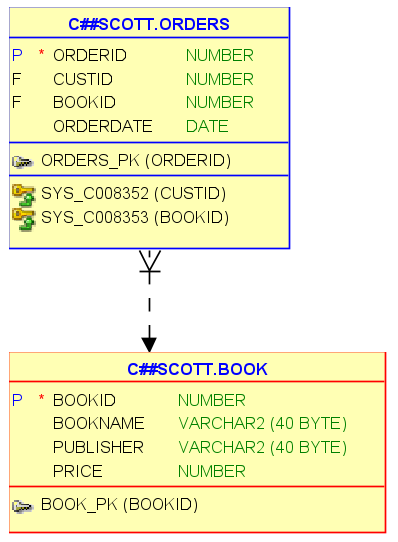 C##SCOTT.ORDERS
P * ORDERID NUMBER
F CUSTID NUMBER
F BOOKID NUMBER
ORDERDATE DATE
ORDERS_PK (ORDERID)
SYS_C008352 (CUSTID)
SYS_C008353 (BOOKID)
C##SCOTT.BOOK
P * BOOKID NUMBER
BOOKNAME VARCHAR2 (40 BYTE)
PUBLISHER VARCHAR2 (40 BYTE)
PRICE NUMBER
BOOK_PK (BOOKID)